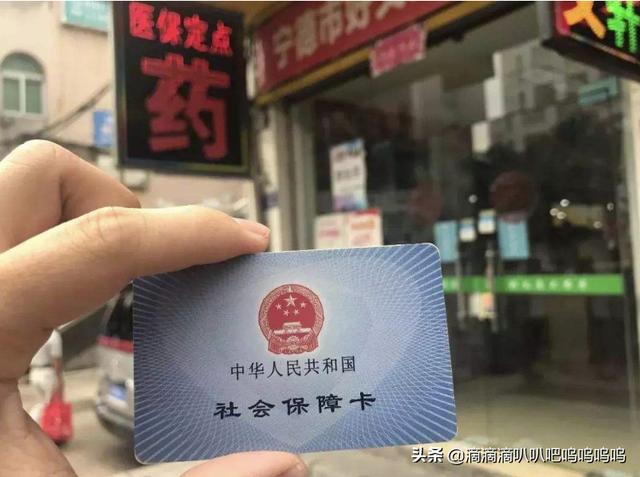 医保定点
药
宁德市好
中华人民共和国
社会保障卡
头条 @滴滴滴叭叭吧呜呜呜呜